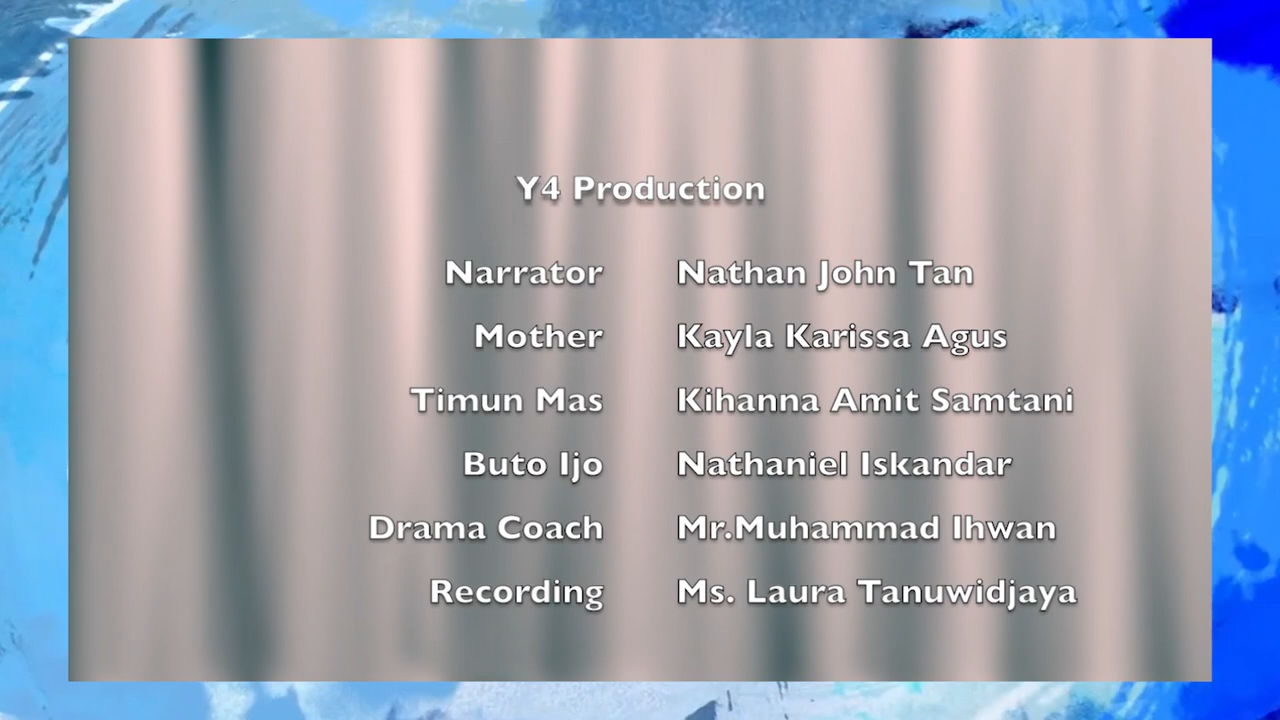 Y4 Production
Narrator Nathan John Tan
Mother Kayla Karissa Agus
Timun Mas Kihanna Amit Samtani
Buto Ijo Nathaniel Iskandar
Drama Coach Mr.Muhammad Ihwan
Recording Ms. Laura Tanuwidjaya